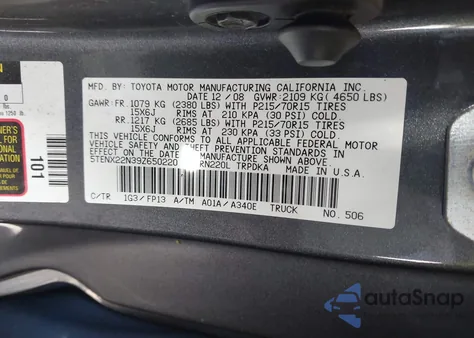 MFD. BY: TOYOTA MOTOR MANUFACTURING CALIFORNIA INC.
DATE 12 / 08 GVWR: 2109 KG( 4650 LBS)
GAWR: FR. 1079 KG (2380 LBS) WITH P215/70R15 TIRES
15X6J RIMS AT 210 KPA (30 PSI) COLD.
RR. 1217 KG (2685 LBS) WITH P215/70R15 TIRES
15X6J RIMS AT 230 KPA (33 PSI) COLD.
THIS VEHICLE CONFORMS TO ALL APPLICABLE FEDERAL MOTOR
VEHICLE SAFETY AND THEFT PREVENTION STANDARDS IN EFFECT
ON THE DATE OF MANUFACTURE SHOWN ABOVE.
5TENX22N39Z650220 RN220L TRPDKA MADE IN U.S.A.
C/TR 1G3/FP13 A/TM A01A/A340E TRUCK NO. 506
101
autoSnap